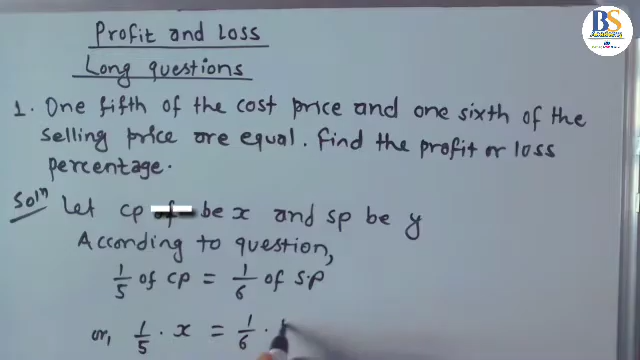 BS
Profit and Loss
Long questions
1. One fifth of the cost price and one sixth of the
selling price are equal. Find the profit or loss
percentage.
Solⁿ Let cp of be x and sp be y
According to question,
1/5 of cp = 1/6 of s.p
or, 1/5 · x = 1/6 ·